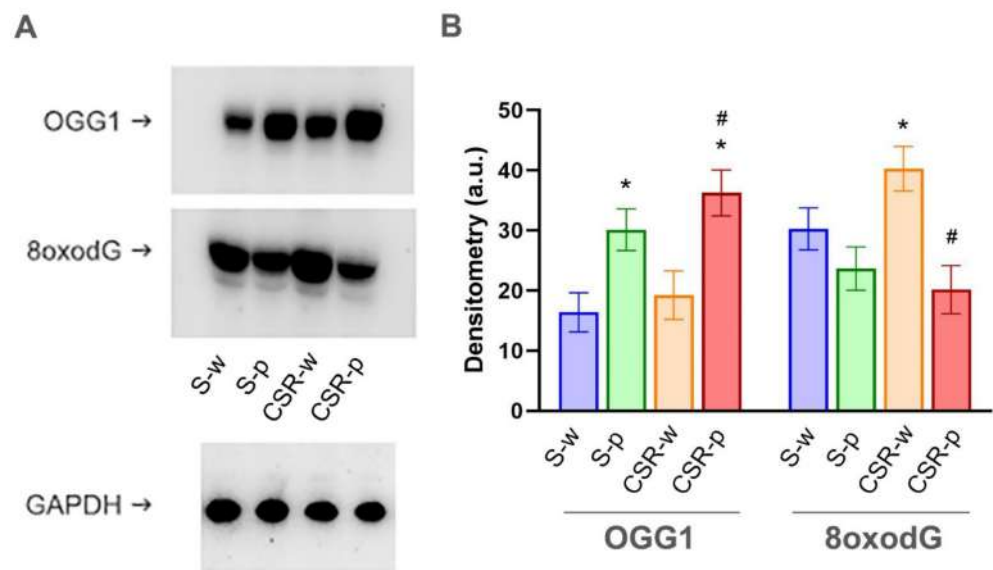 A
OGG1 →
8oxodG →
S-w
S-p
CSR-w
CSR-p
GAPDH →
B
Densitometry (a.u.)
50
40
30
20
10
0
*
#
*
*
#
S-w
S-p
CSR-w
CSR-p
S-w
S-p
CSR-w
CSR-p
OGG1
8oxodG